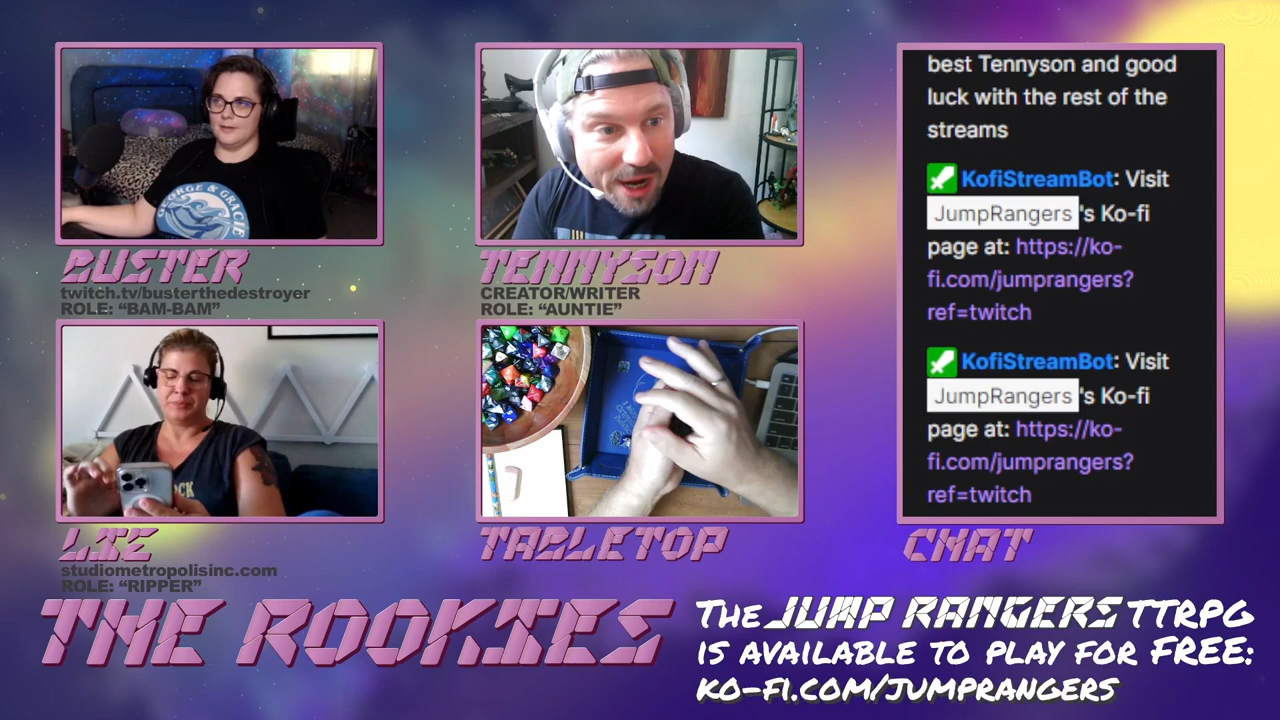 GEORGE & GRACIE
BUSTER
twitch.tv/busterthedestroyer
ROLE: “BAM-BAM”
TENNYSON
CREATOR/WRITER
ROLE: “AUNTIE”
best Tennyson and good
luck with the rest of the
streams
KofiStreamBot: Visit
JumpRangers 's Ko-fi
page at: https://ko-
fi.com/jumprangers?
ref=twitch
KofiStreamBot: Visit
JumpRangers 's Ko-fi
page at: https://ko-
fi.com/jumprangers?
ref=twitch
LIZ
studiometropolisinc.com
ROLE: “RIPPER”
TABLETOP
CHAT
THE ROOKIES
THE JUMP RANGERS TTRPG
IS AVAILABLE TO PLAY FOR FREE:
KO-FI.COM/JUMPRANGERS